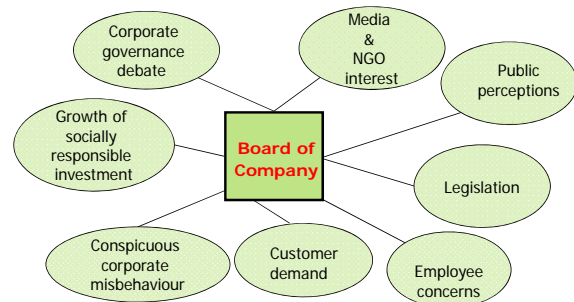 Corporate
governance
debate
Media
&
NGO
interest
Public
perceptions
Growth of
socially
responsible
investment
Board of
Company
Legislation
Conspicuous
corporate
misbehaviour
Customer
demand
Employee
concerns